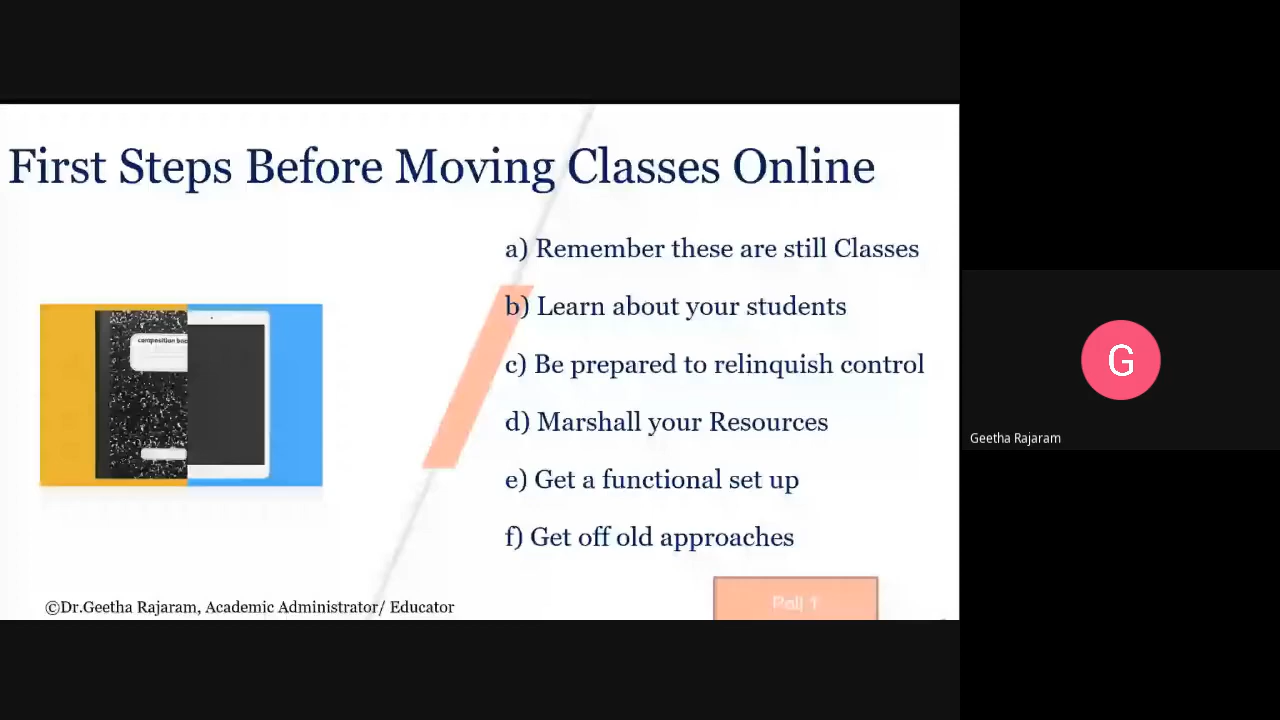 First Steps Before Moving Classes Online
a) Remember these are still Classes
b) Learn about your students
composition boo
c) Be prepared to relinquish control
d) Marshall your Resources
G
Geetha Rajaram
e) Get a functional set up
f) Get off old approaches
Poll 1
©Dr.Geetha Rajaram, Academic Administrator/ Educator